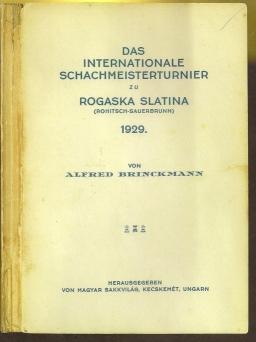 DAS
INTERNATIONALE
SCHACHMEISTERTURNIER
ZU
ROGASKA SLATINA
(ROHITSCH-SAUERBRUNN)
1929.
VON
ALFRED BRINCKMANN
HERAUSGEGEBEN
VON MAGYAR SAKKVILÁG, KECSKEMÉT, UNGARN